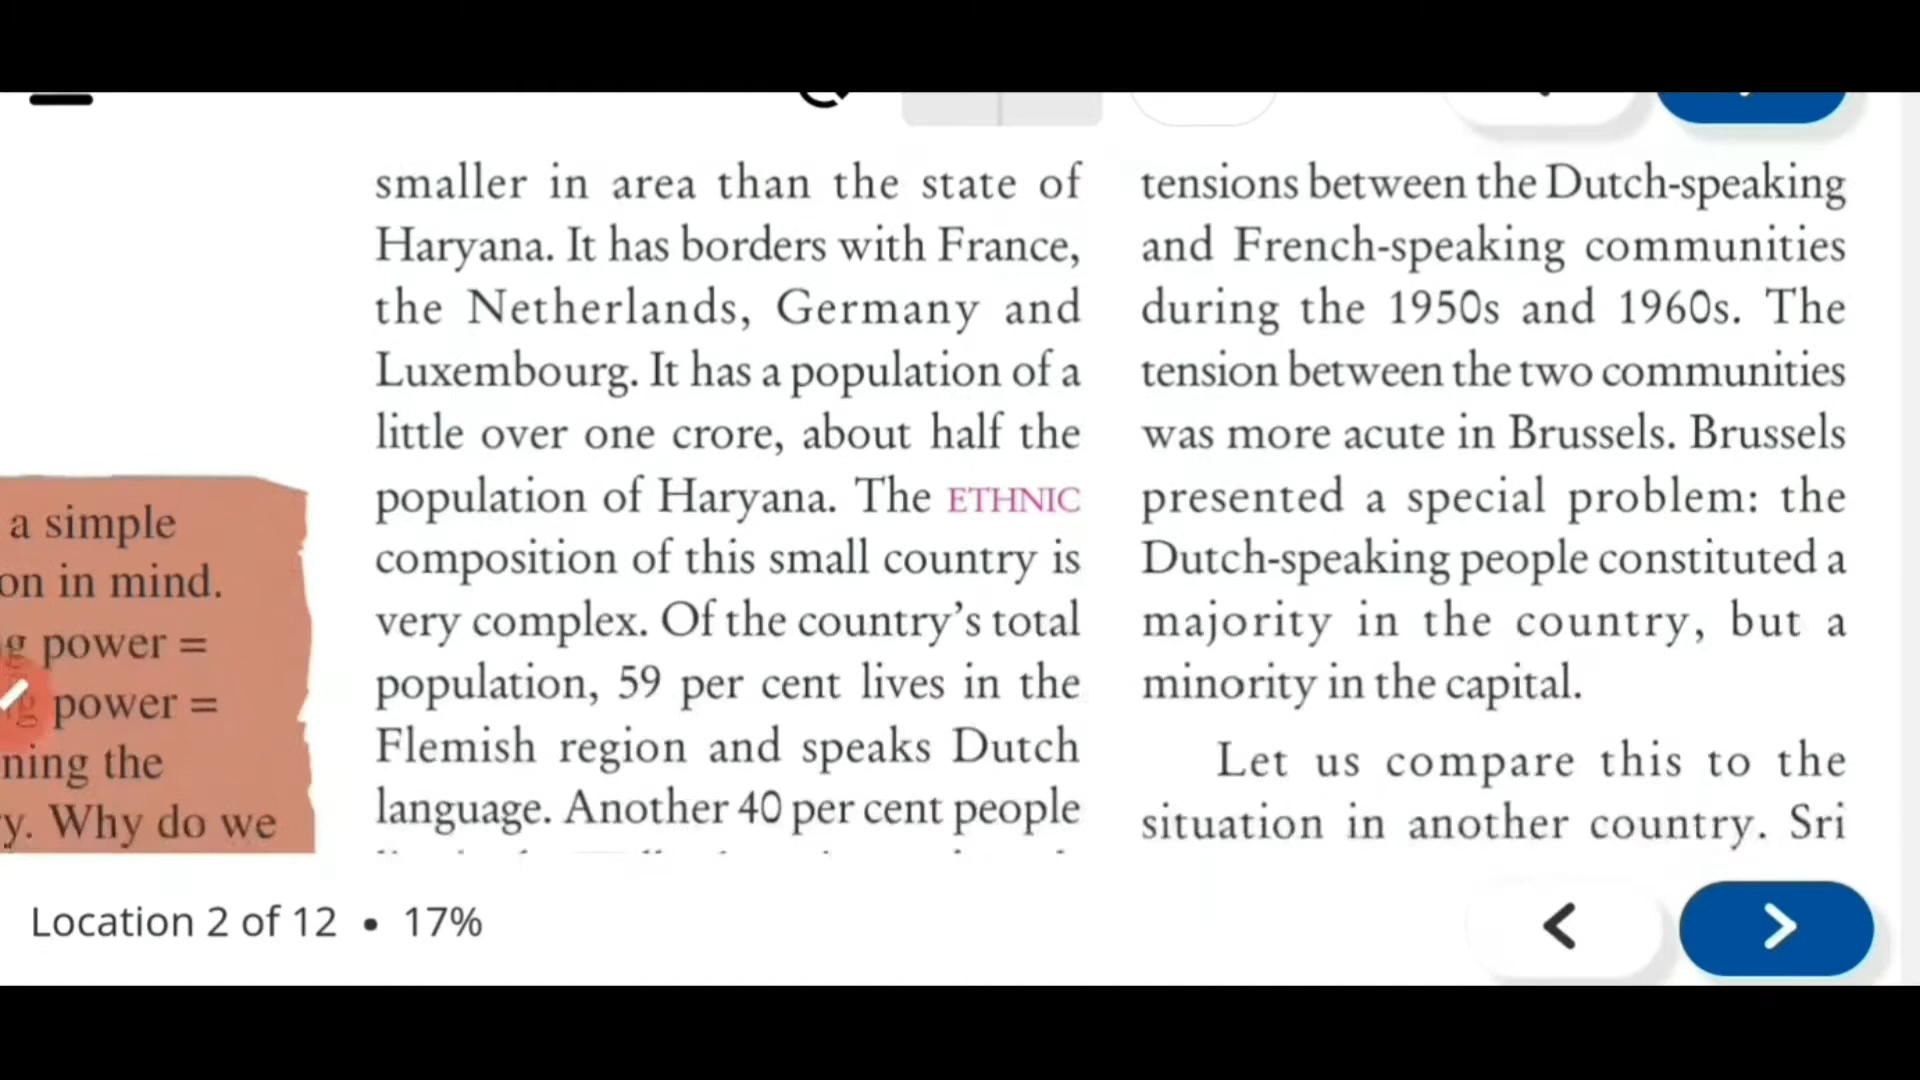 smaller in area than the state of
Haryana. It has borders with France,
the Netherlands, Germany and
Luxembourg. It has a population of a
little over one crore, about half the
population of Haryana. The ETHNIC
composition of this small country is
very complex. Of the country's total
population, 59 per cent lives in the
Flemish region and speaks Dutch
language. Another 40 per cent people
tensions between the Dutch-speaking
and French-speaking communities
during the 1950s and 1960s. The
tension between the two communities
was more acute in Brussels. Brussels
presented a special problem: the
Dutch-speaking people constituted a
majority in the country, but a
minority in the capital.
Let us compare this to the
situation in another country. Sri
a simple
on in mind.
g power =
power =
ning the
y. Why do we
Location 2 of 12 • 17%